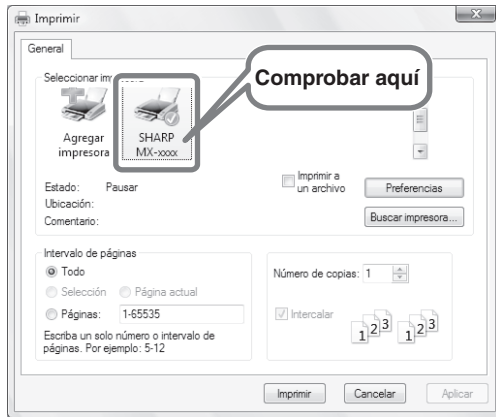 Imprimir
General
Seleccionar
Comprobar aquí
Agregar
impresora
SHARP
MX-xxxx
Estado: Pausar
Ubicación:
Comentario:
Imprimir a
un archivo
Preferencias
Buscar impresora...
Intervalo de páginas
Todo
Selección Página actual
Páginas: 1-65535
Escriba un solo número o intervalo de
páginas. Por ejemplo: 5-12
Número de copias: 1
Intercalar
1 2 3 1 2 3
Imprimir Cancelar Aplicar